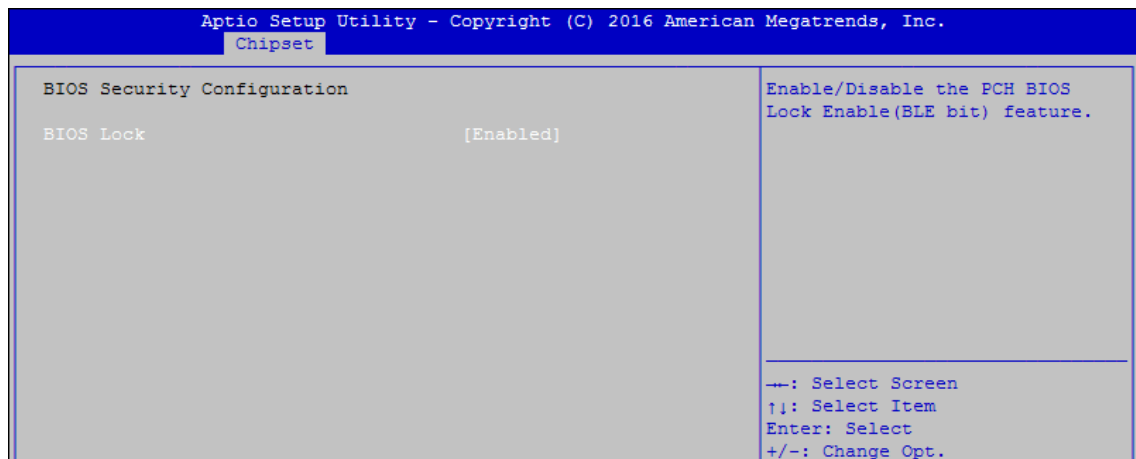 Aptio Setup Utility - Copyright (C) 2016 American Megatrends, Inc.
Chipset
BIOS Security Configuration
BIOS Lock [Enabled]
Enable/Disable the PCH BIOS
Lock Enable(BLE bit) feature.
→←: Select Screen
↑↓: Select Item
Enter: Select
+/-: Change Opt.